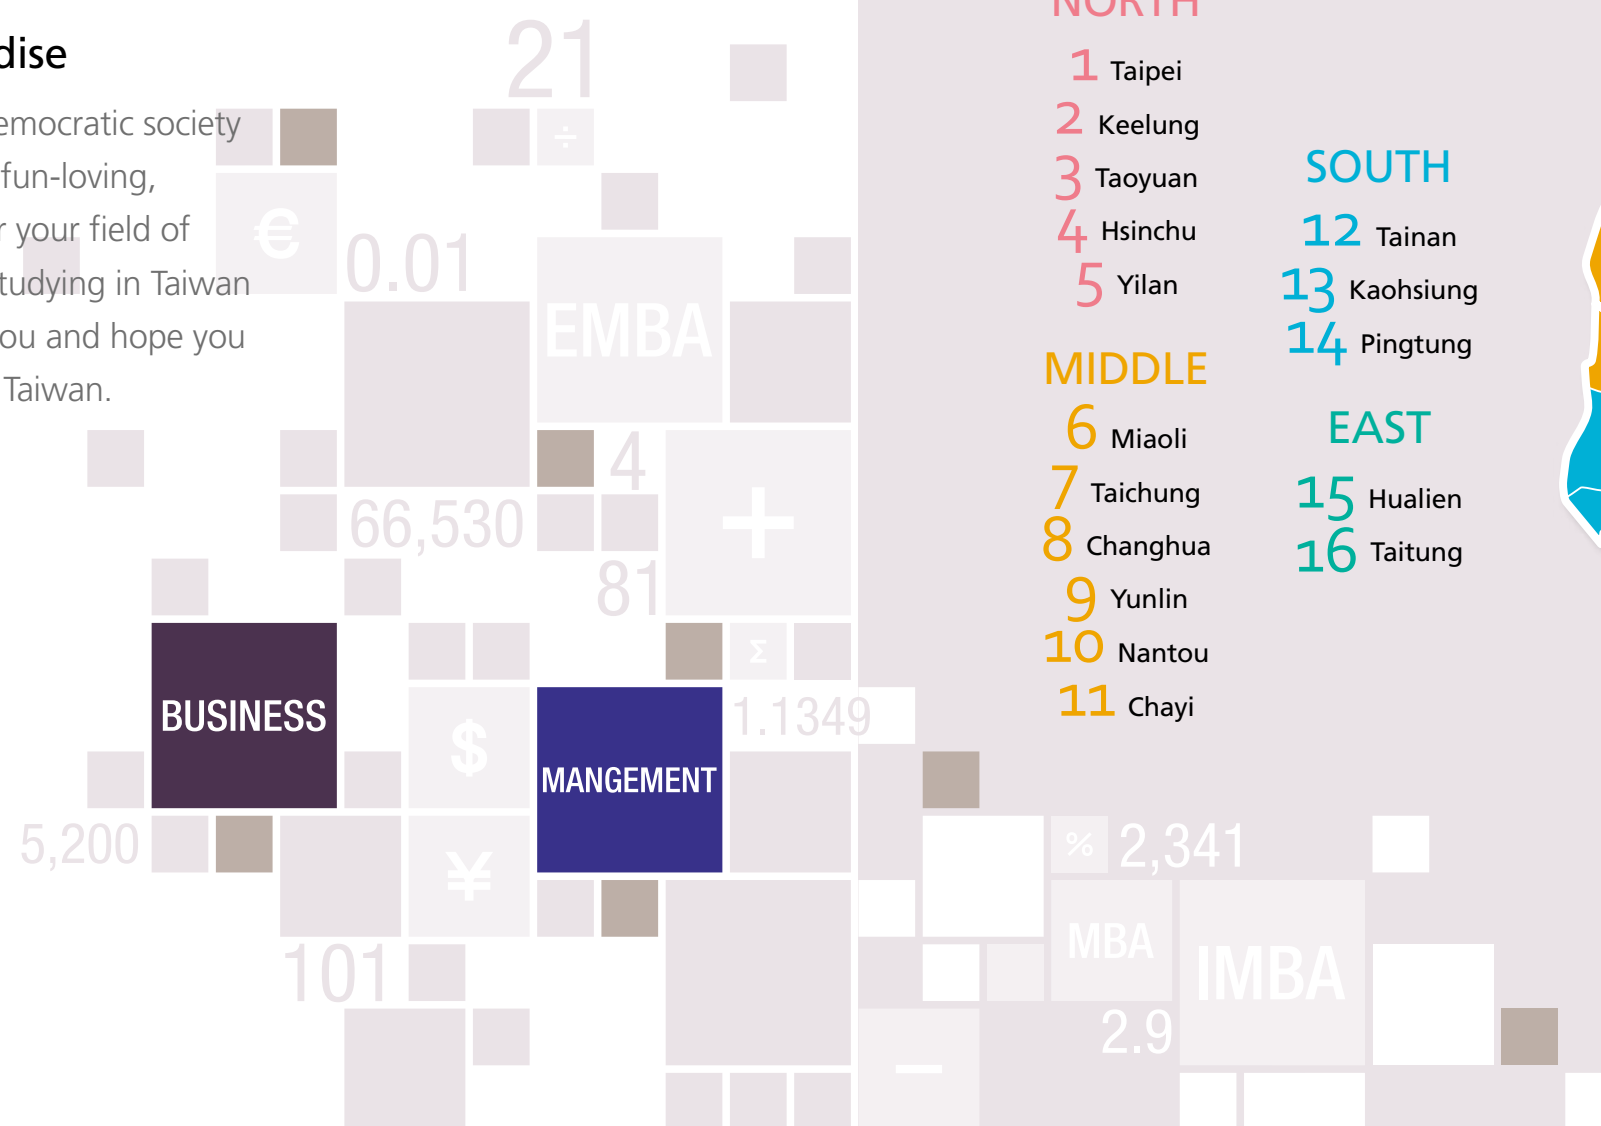 dise
emocratic society
fun-loving,
r your field of
tudying in Taiwan
ou and hope you
Taiwan.
21
÷
€
0.01
EMBA
4
66,530
+
81
Σ
BUSINESS
$
MANGEMENT
1.1349
5,200
¥
101
NORTH
1 Taipei
2 Keelung
3 Taoyuan
4 Hsinchu
5 Yilan
MIDDLE
6 Miaoli
7 Taichung
8 Changhua
9 Yunlin
10 Nantou
11 Chayi
SOUTH
12 Tainan
13 Kaohsiung
14 Pingtung
EAST
15 Hualien
16 Taitung
% 2,341
MBA
IMBA
2.9
−